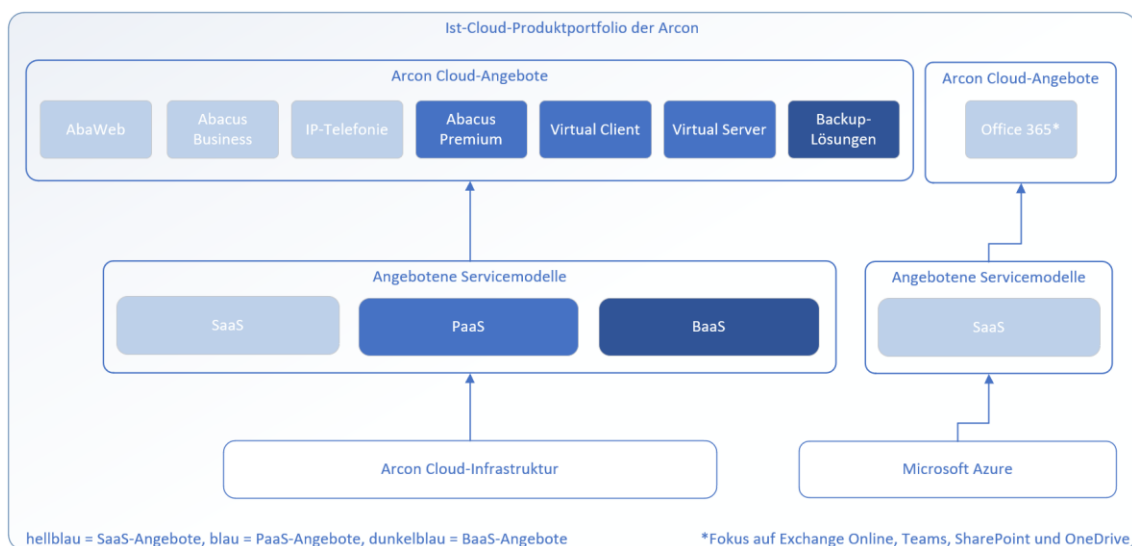 Ist-Cloud-Produktportfolio der Arcon
Arcon Cloud-Angebote
AbaWeb
Abacus
Business
IP-Telefonie
Abacus
Premium
Virtual Client
Virtual Server
Backup-
Lösungen
Arcon Cloud-Angebote
Office 365*
Angebotene Servicemodelle
SaaS
PaaS
BaaS
Angebotene Servicemodelle
SaaS
Arcon Cloud-Infrastruktur
Microsoft Azure
hellblau = SaaS-Angebote, blau = PaaS-Angebote, dunkelblau = BaaS-Angebote
*Fokus auf Exchange Online, Teams, SharePoint und OneDrive